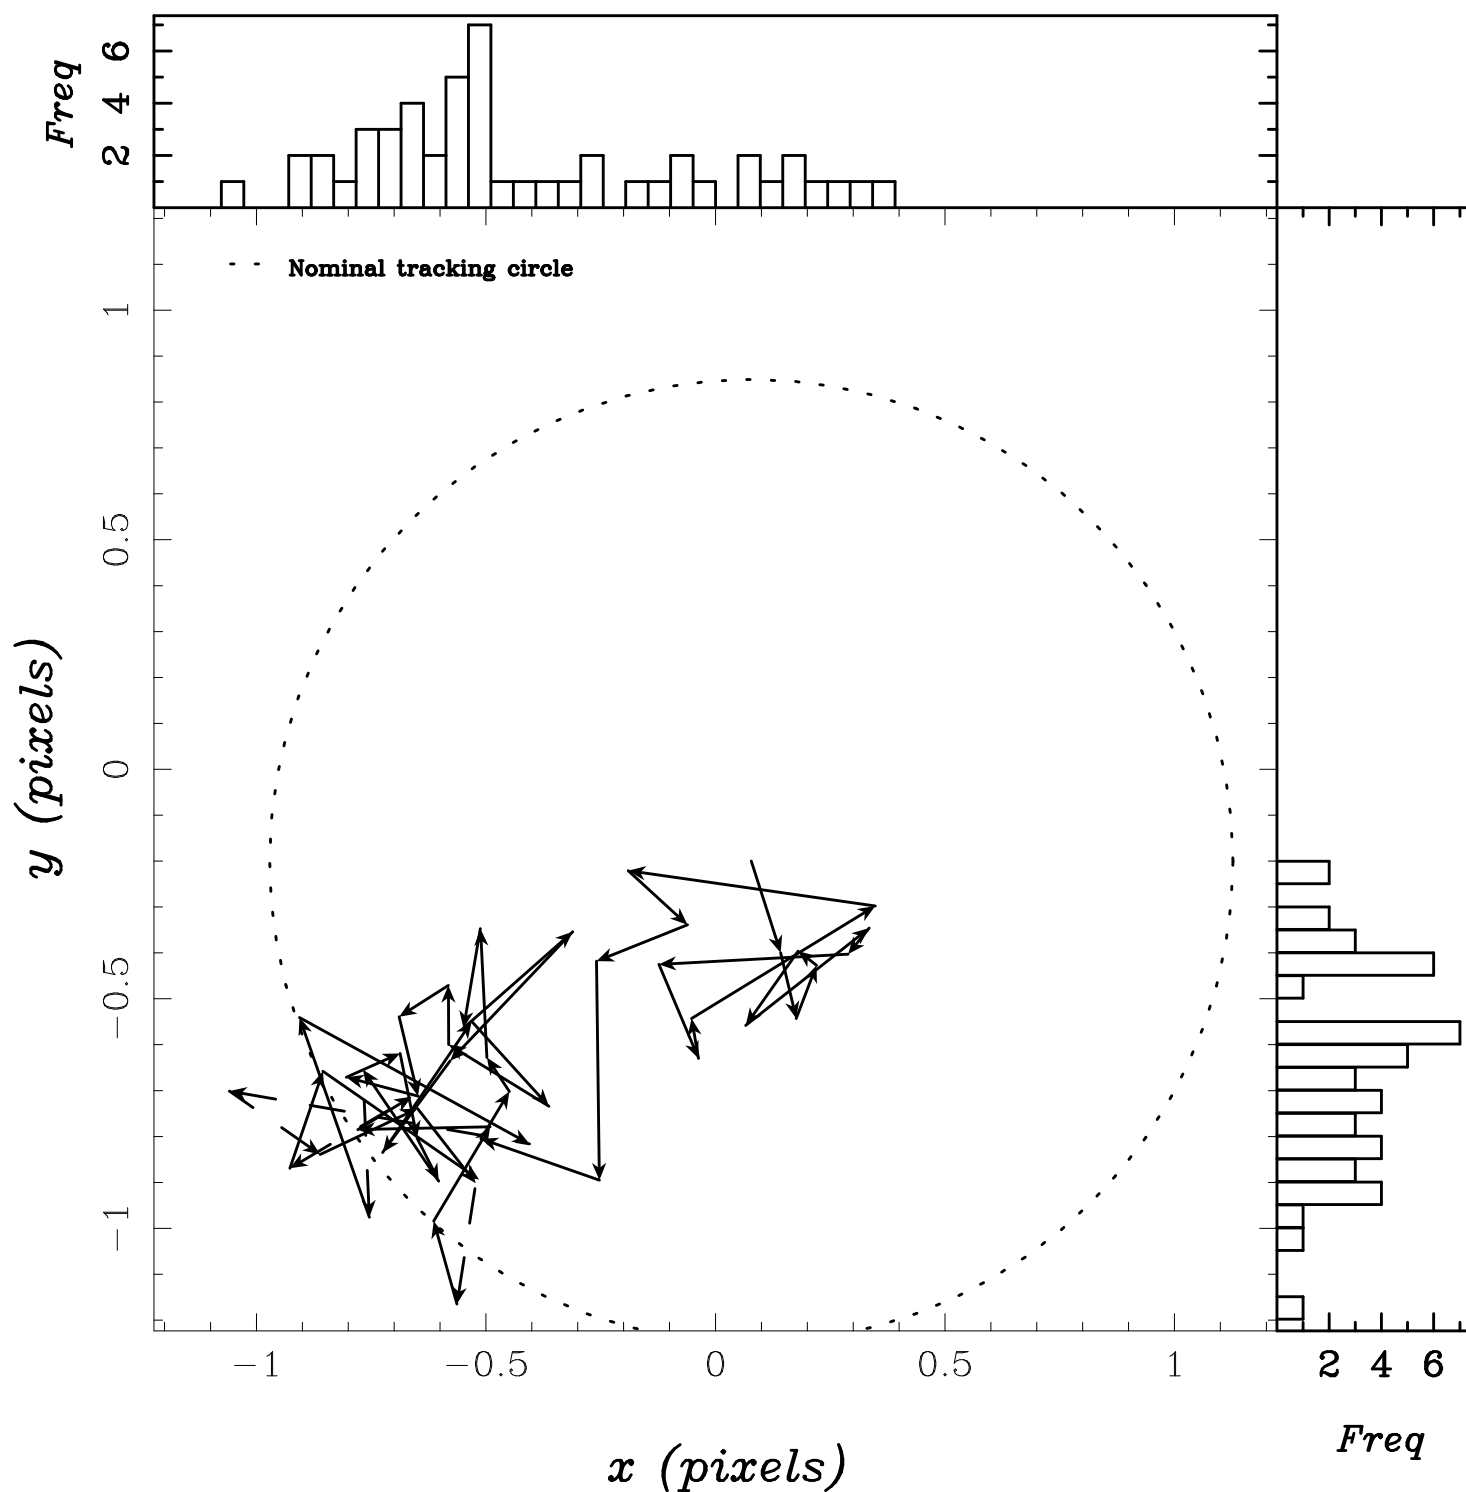 Freq
6
4
2
Nominal tracking circle
1
0.5
0
−0.5
−1
y (pixels)
−1 −0.5 0 0.5 1
2 4 6
x (pixels)
Freq